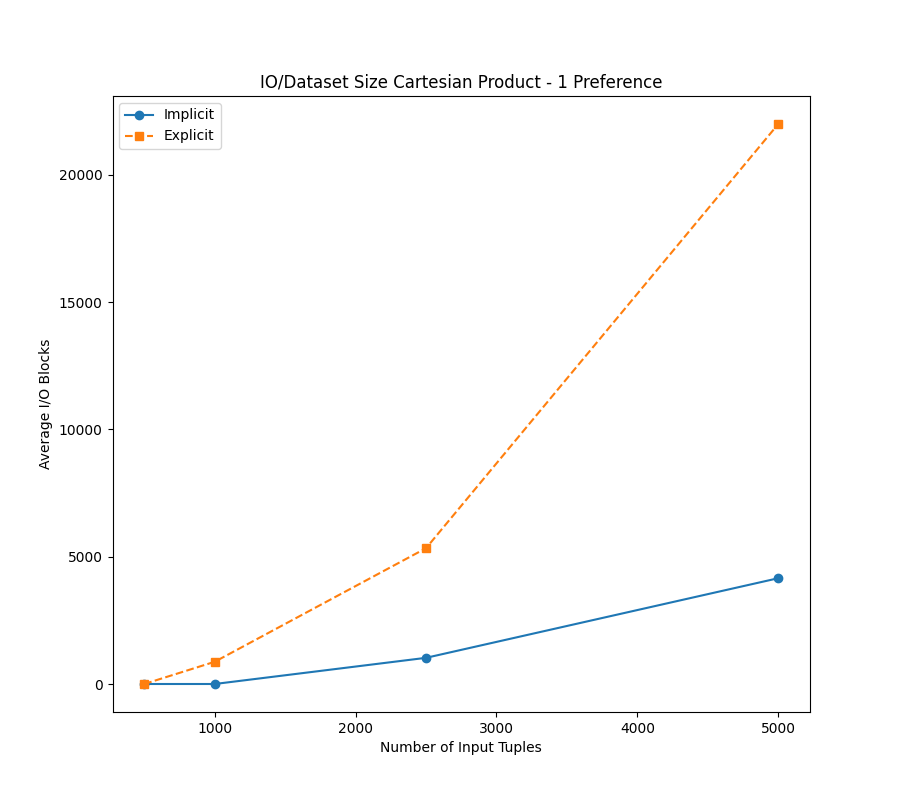 IO/Dataset Size Cartesian Product - 1 Preference
Implicit
Explicit
20000
15000
10000
5000
0
Average I/O Blocks
1000
2000
3000
4000
5000
Number of Input Tuples